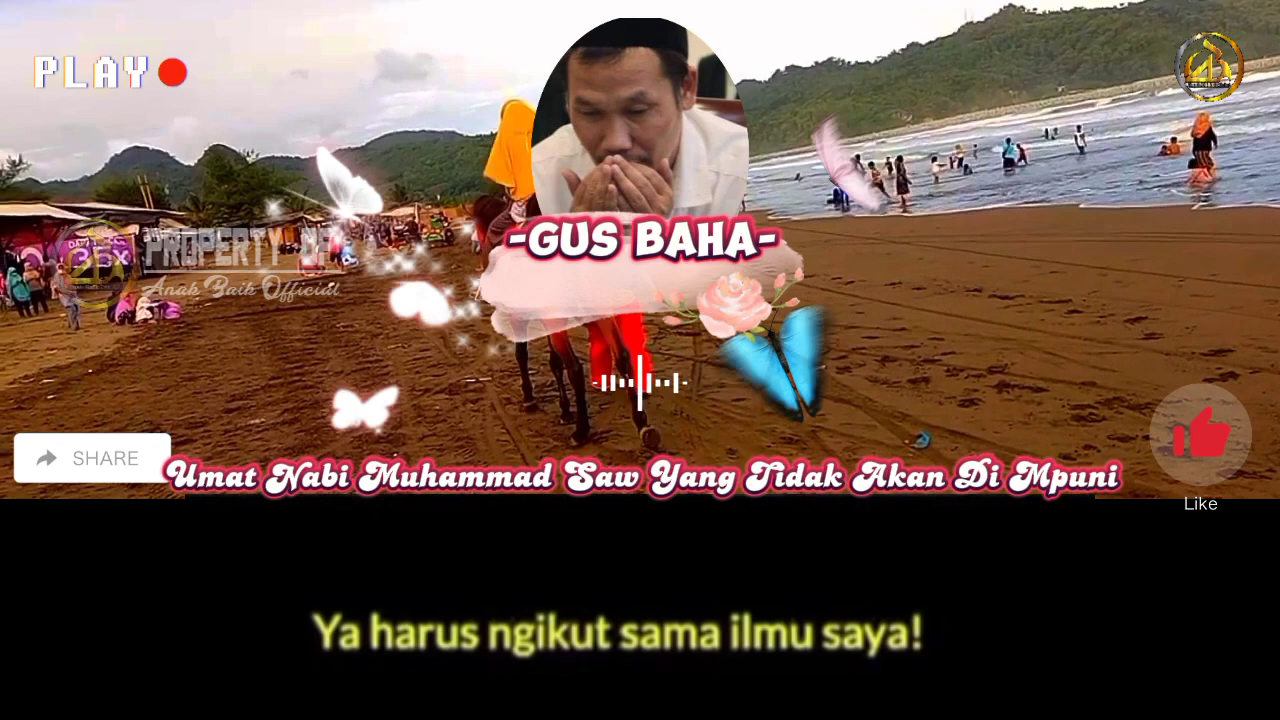 PLAY
-GUS BAHA-
PROPERTY OF
Anak Baik Official
SHARE
Umat Nabi Muhammad Saw Yang Tidak Akan Di Mpuni
Like
Ya harus ngikut sama ilmu saya!